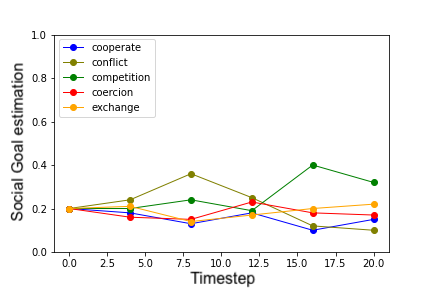 1.0
0.8
0.6
0.4
0.2
0.0
Social Goal estimation
cooperate
conflict
competition
coercion
exchange
0.0 2.5 5.0 7.5 10.0 12.5 15.0 17.5 20.0
Timestep